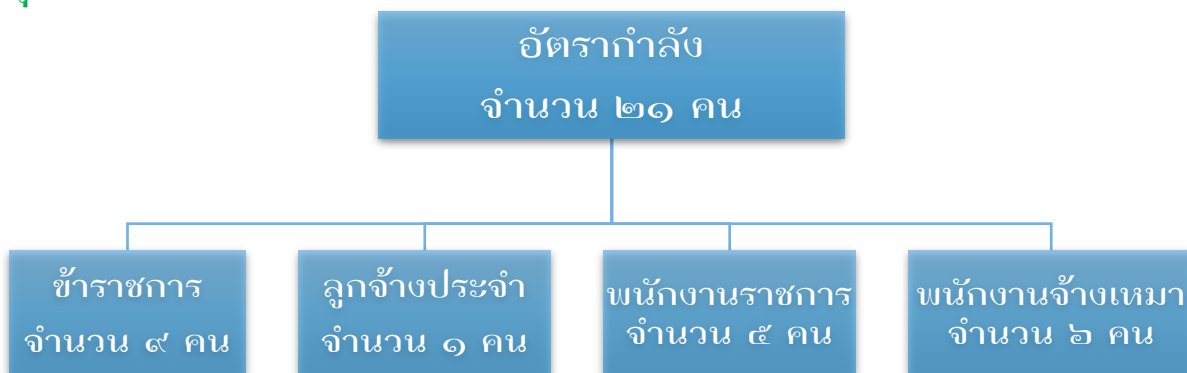 อัตรากำลัง
จำนวน ๒๑ คน
ข้าราชการ
จำนวน ๙ คน
ลูกจ้างประจำ
จำนวน ๑ คน
พนักงานราชการ
จำนวน ๕ คน
พนักงานจ้างเหมา
จำนวน ๖ คน